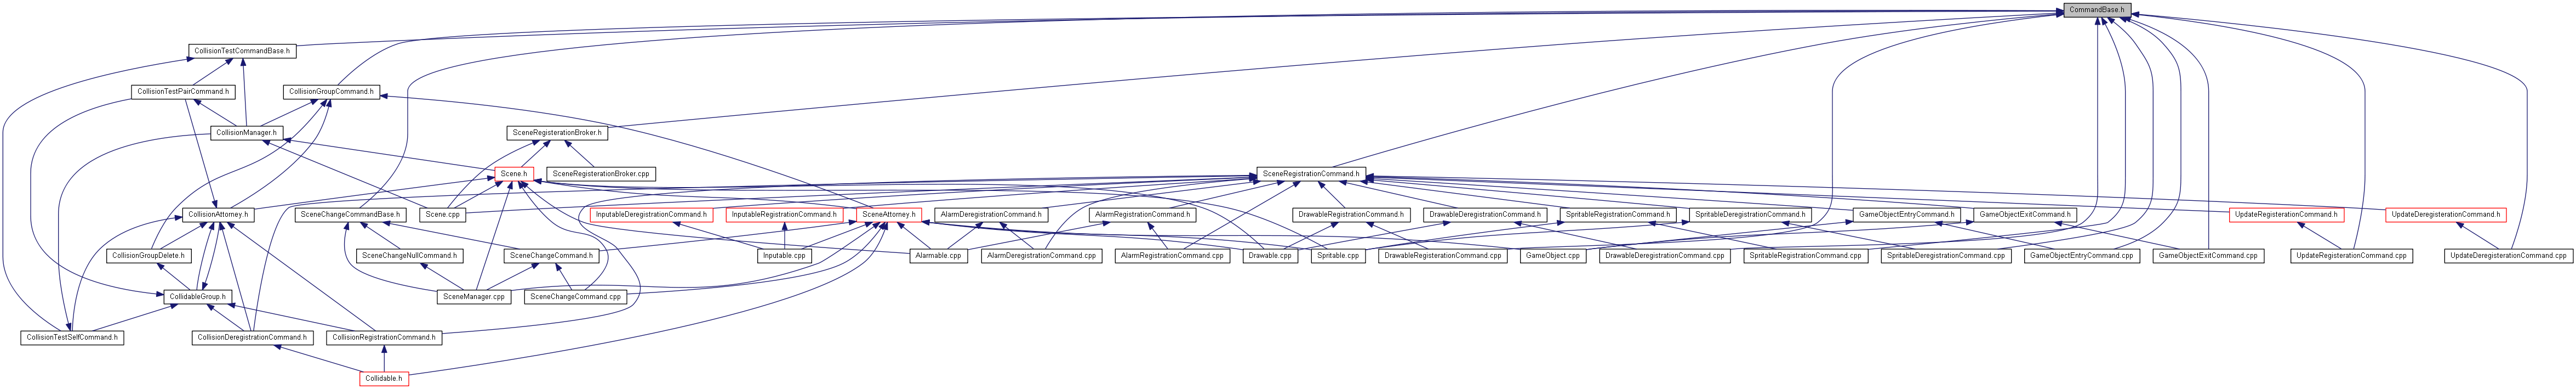 CommandBase.h
CollisionTestCommandBase.h
CollisionTestPairCommand.h
CollisionGroupCommand.h
CollisionManager.h
SceneRegisterationBroker.h
Scene.h
SceneRegisterationBroker.cpp
SceneRegistrationCommand.h
CollisionAttorney.h
SceneChangeCommandBase.h
Scene.cpp
InputableDeregistrationCommand.h
InputableRegistrationCommand.h
SceneAttorney.h
AlarmDeregistrationCommand.h
AlarmRegistrationCommand.h
DrawableRegistrationCommand.h
DrawableDeregistrationCommand.h
SpritableRegistrationCommand.h
SpritableDeregistrationCommand.h
GameObjectEntryCommand.h
GameObjectExitCommand.h
UpdateRegisterationCommand.h
UpdateDeregisterationCommand.h
CollisionGroupDelete.h
SceneChangeNullCommand.h
SceneChangeCommand.h
Inputable.cpp
Alarmable.cpp
AlarmDeregistrationCommand.cpp
AlarmRegistrationCommand.cpp
Drawable.cpp
Spritable.cpp
DrawableRegisterationCommand.cpp
GameObject.cpp
DrawableDeregistrationCommand.cpp
SpritableRegistrationCommand.cpp
SpritableDeregistrationCommand.cpp
GameObjectEntryCommand.cpp
GameObjectExitCommand.cpp
UpdateRegisterationCommand.cpp
UpdateDeregisterationCommand.cpp
CollidableGroup.h
SceneManager.cpp
SceneChangeCommand.cpp
CollisionTestSelfCommand.h
CollisionDeregistrationCommand.h
CollisionRegistrationCommand.h
Collidable.h